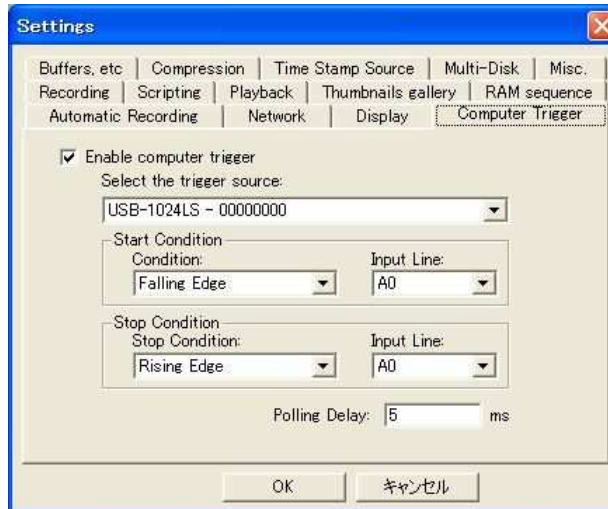 Settings
Buffers, etc Compression Time Stamp Source Multi-Disk Misc.
Recording Scripting Playback Thumbnails gallery RAM sequence
Automatic Recording Network Display Computer Trigger
Enable computer trigger
Select the trigger source:
USB-1024LS - 00000000
Start Condition
Condition: Input Line:
Falling Edge A0
Stop Condition
Stop Condition: Input Line:
Rising Edge A0
Polling Delay: 5 ms
OK キャンセル